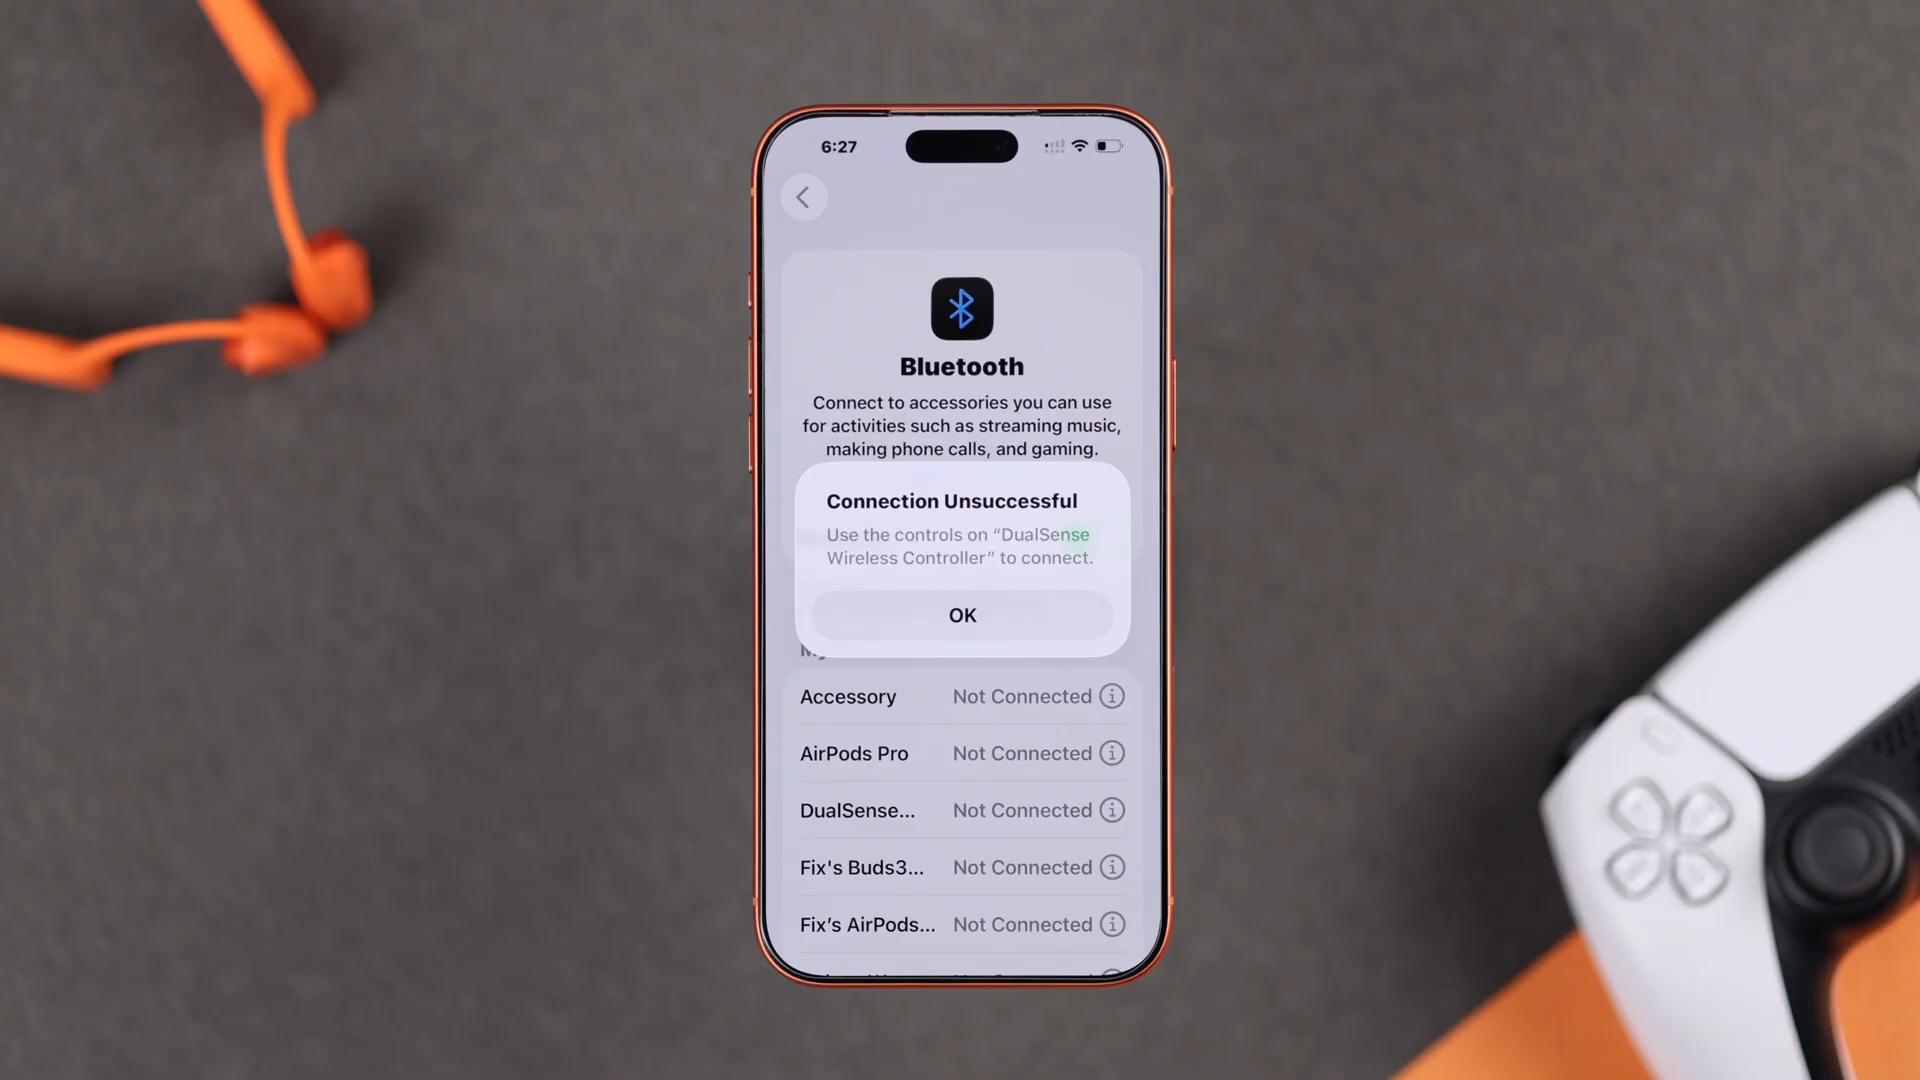 6:27
Bluetooth
Connect to accessories you can use
for activities such as streaming music,
making phone calls, and gaming.
Connection Unsuccessful
Use the controls on “DualSense
Wireless Controller” to connect.
OK
Accessory Not Connected
AirPods Pro Not Connected
DualSense... Not Connected
Fix's Buds3... Not Connected
Fix’s AirPods... Not Connected